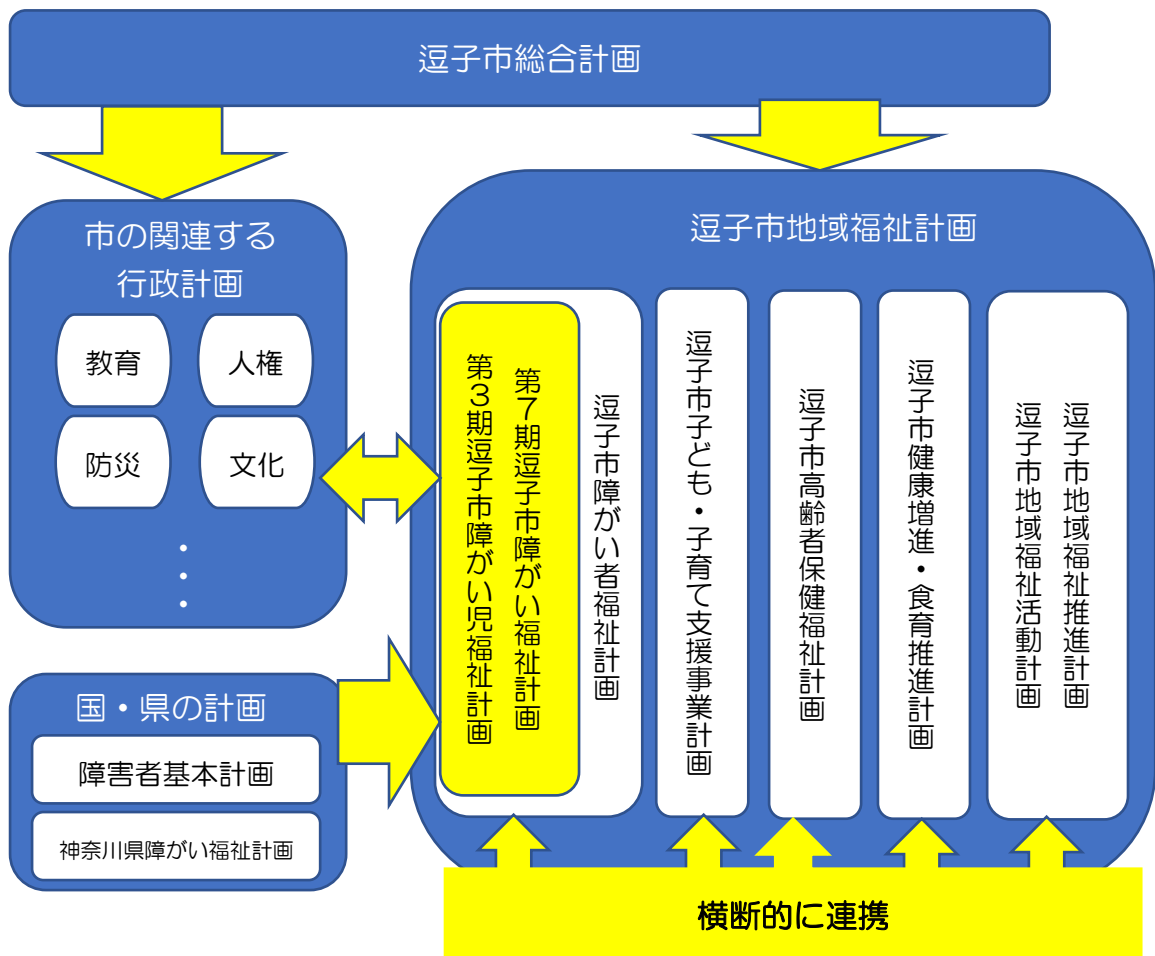 逗子市総合計画
市の関連する
行政計画
教育
人権
防災
文化
・
・
・
国・県の計画
障害者基本計画
神奈川県障がい福祉計画
逗子市地域福祉計画
第７期逗子市障がい福祉計画
第３期逗子市障がい児福祉計画
逗子市障がい者福祉計画
逗子市子ども・子育て支援事業計画
逗子市高齢者保健福祉計画
逗子市健康増進・食育推進計画
逗子市地域福祉推進計画
逗子市地域福祉活動計画
横断的に連携